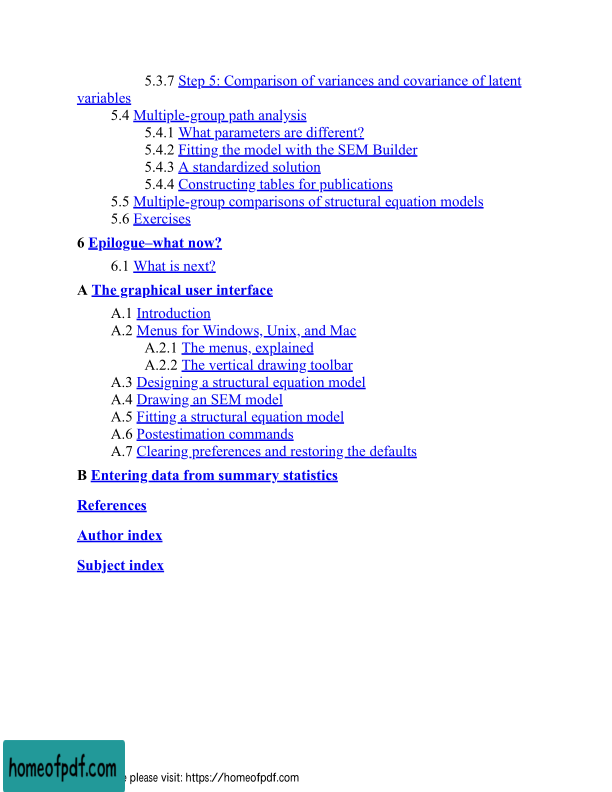 5.3.7 Step 5: Comparison of variances and covariance of latent
variables
5.4 Multiple-group path analysis
5.4.1 What parameters are different?
5.4.2 Fitting the model with the SEM Builder
5.4.3 A standardized solution
5.4.4 Constructing tables for publications
5.5 Multiple-group comparisons of structural equation models
5.6 Exercises
6 Epilogue–what now?
6.1 What is next?
A The graphical user interface
A.1 Introduction
A.2 Menus for Windows, Unix, and Mac
A.2.1 The menus, explained
A.2.2 The vertical drawing toolbar
A.3 Designing a structural equation model
A.4 Drawing an SEM model
A.5 Fitting a structural equation model
A.6 Postestimation commands
A.7 Clearing preferences and restoring the defaults
B Entering data from summary statistics
References
Author index
Subject index
homeofpdf.com
please visit: https://homeofpdf.com